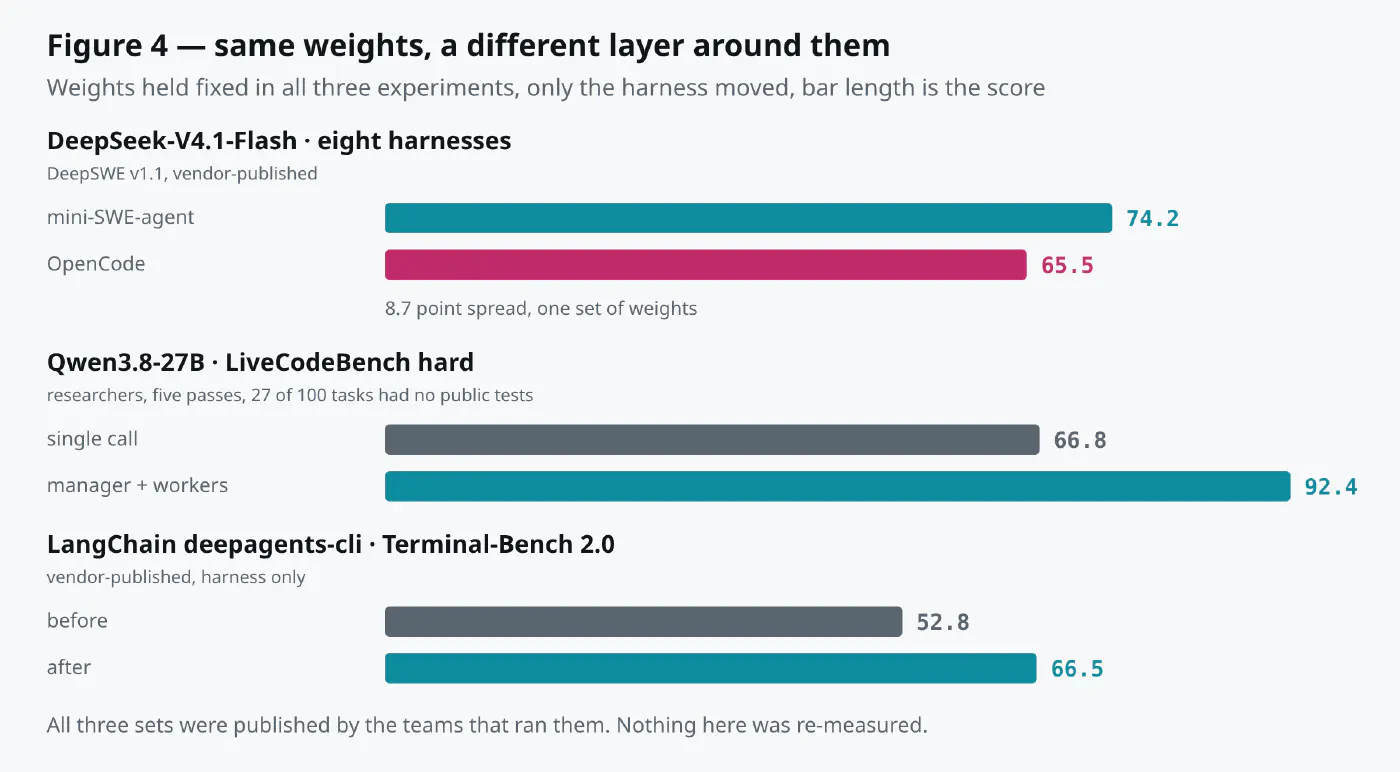 Figure 4 — same weights, a different layer around them
Weights held fixed in all three experiments, only the harness moved, bar length is the score
DeepSeek-V4.1-Flash · eight harnesses
DeepSWE v1.1, vendor-published
mini-SWE-agent 74.2
OpenCode 65.5
8.7 point spread, one set of weights
Qwen3.8-27B · LiveCodeBench hard
researchers, five passes, 27 of 100 tasks had no public tests
single call 66.8
manager + workers 92.4
LangChain deepagents-cli · Terminal-Bench 2.0
vendor-published, harness only
before 52.8
after 66.5
All three sets were published by the teams that ran them. Nothing here was re-measured.